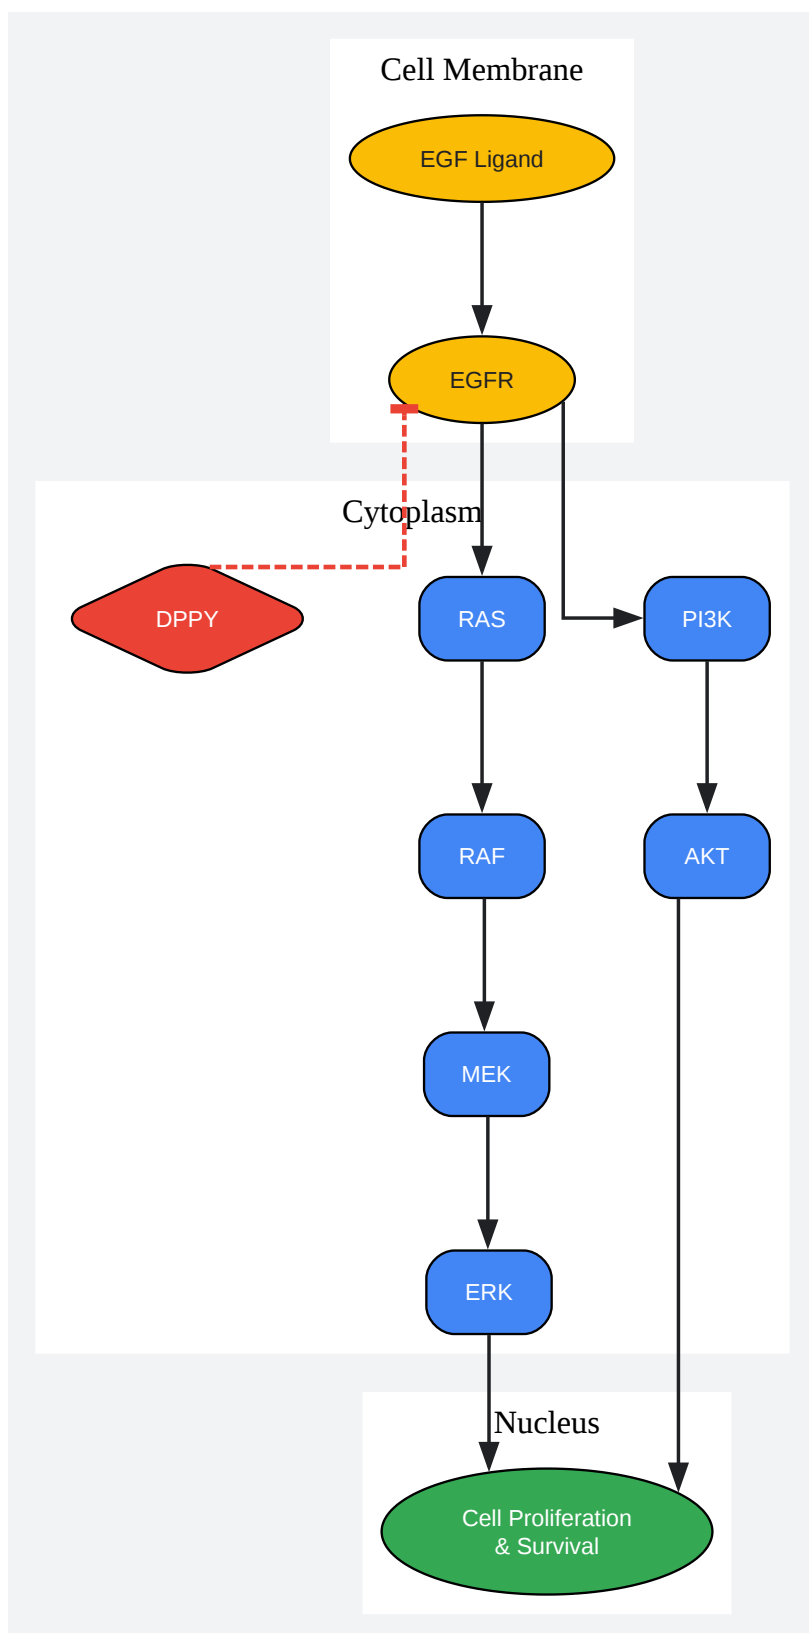 Cell Membrane
EGF Ligand
EGFR
Cytoplasm
DPPY
RAS
PI3K
RAF
AKT
MEK
ERK
Nucleus
Cell Proliferation
& Survival